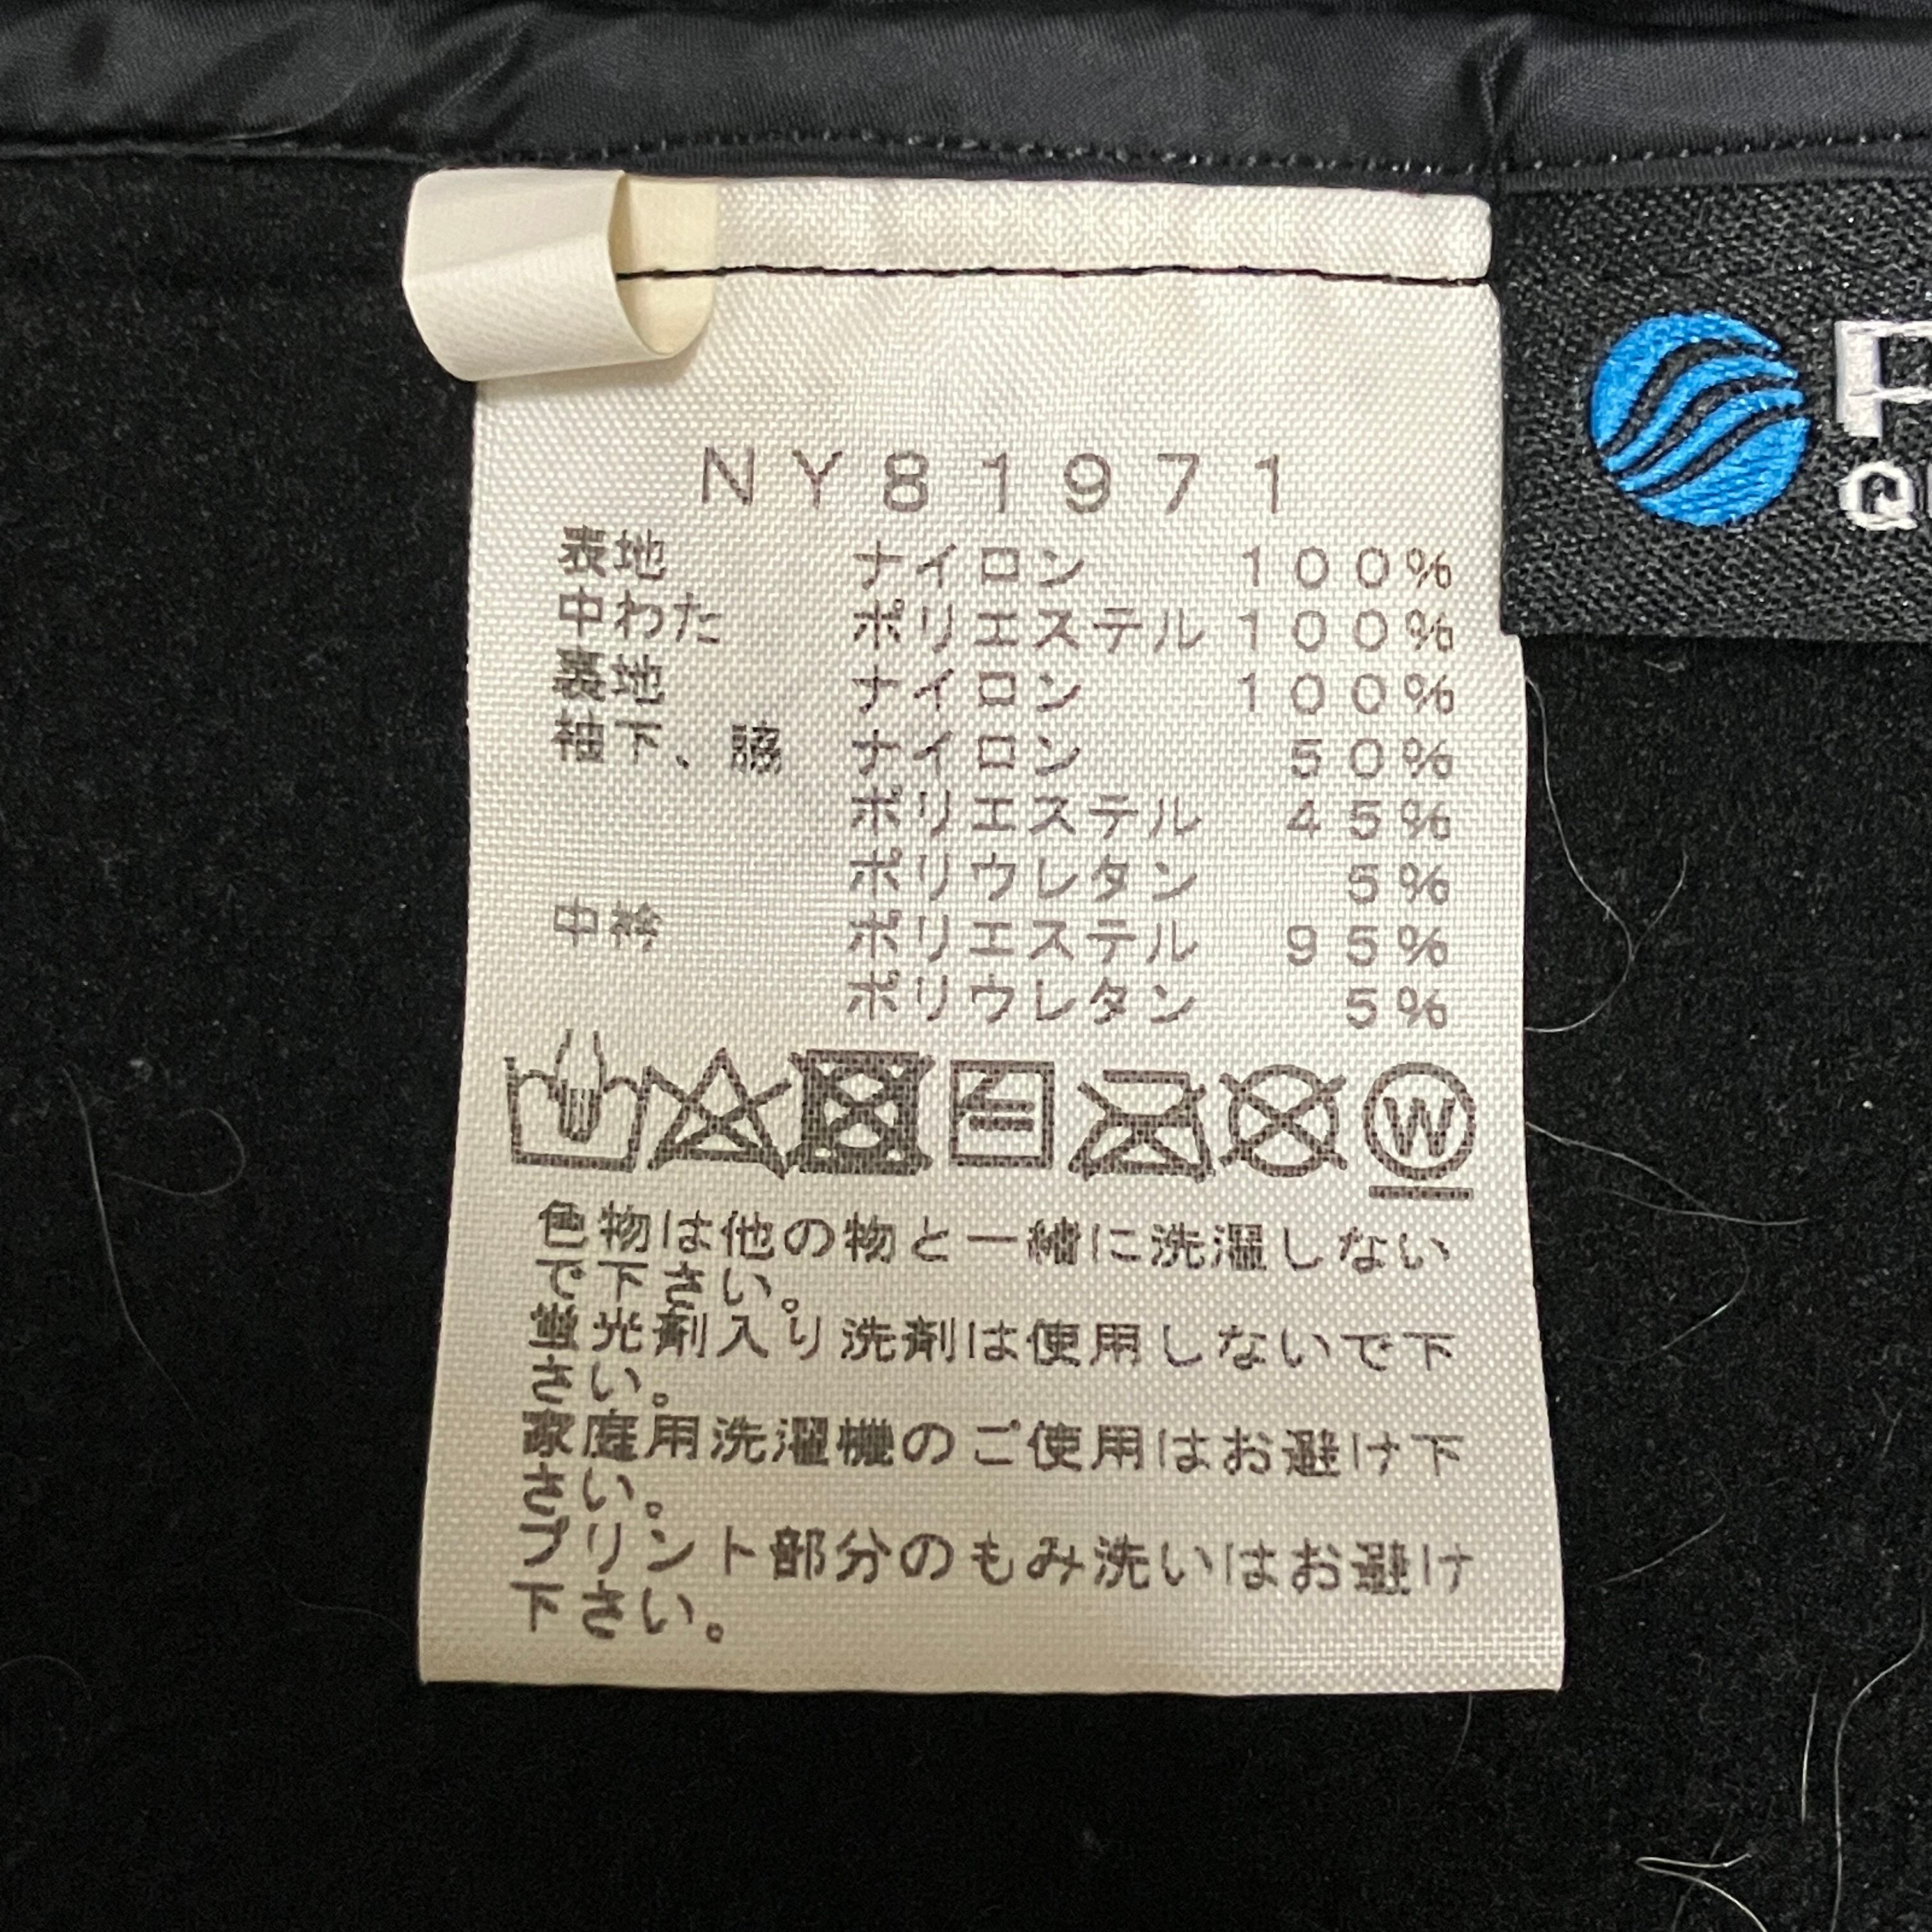 NY81971
表地 ナイロン 100%
中わた ポリエステル 100%
裏地 ナイロン 100%
袖下、脇 ナイロン 50%
ポリエステル 45%
ポリウレタン 5%
中衿 ポリエステル 95%
ポリウレタン 5%
W
色物は他の物と一緒に洗濯しない
で下さい。
蛍光剤入り洗剤は使用しないで下
さい。
家庭用洗濯機のご使用はお避け下
さい。
プリント部分のもみ洗いはお避け
下さい。